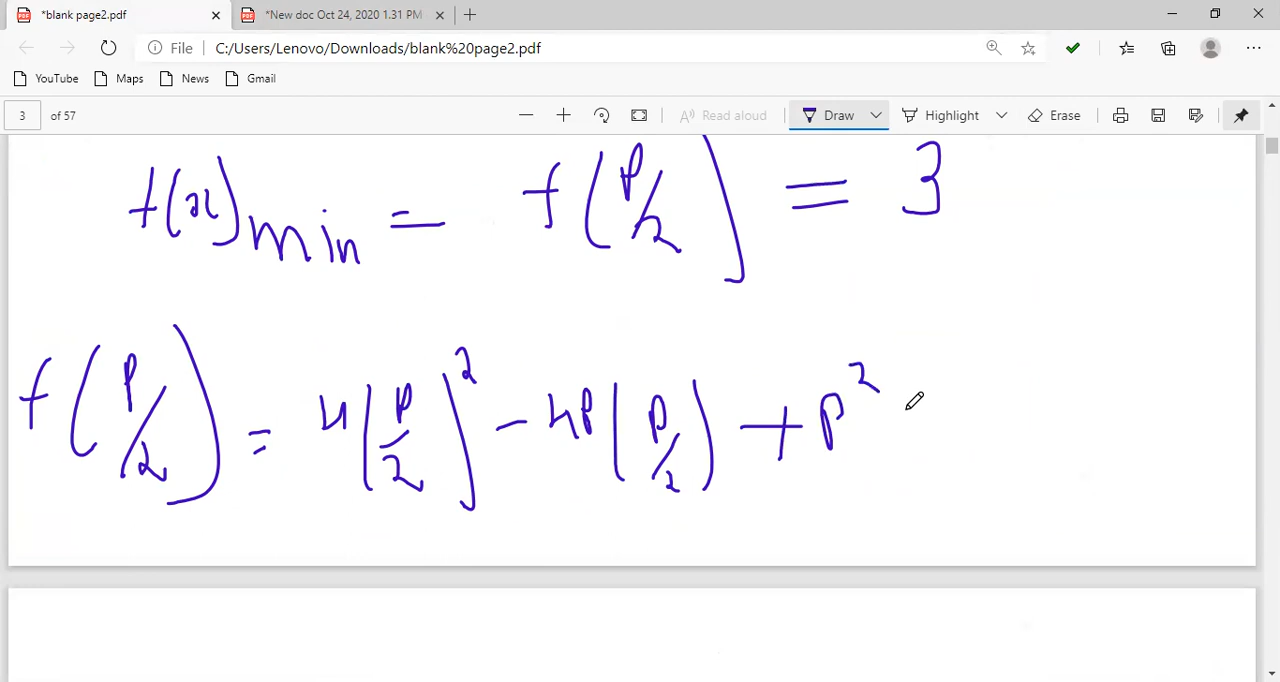 *blank page2.pdf
*New doc Oct 24, 2020 1.31 PM
File C:/Users/Lenovo/Downloads/blank%20page2.pdf
YouTube Maps News Gmail
3 of 57 Read aloud Draw Highlight Erase
f(x)min = f(P/2) = 3
f(P/2) = 4(P/2)² - 4P(P/2) + P²